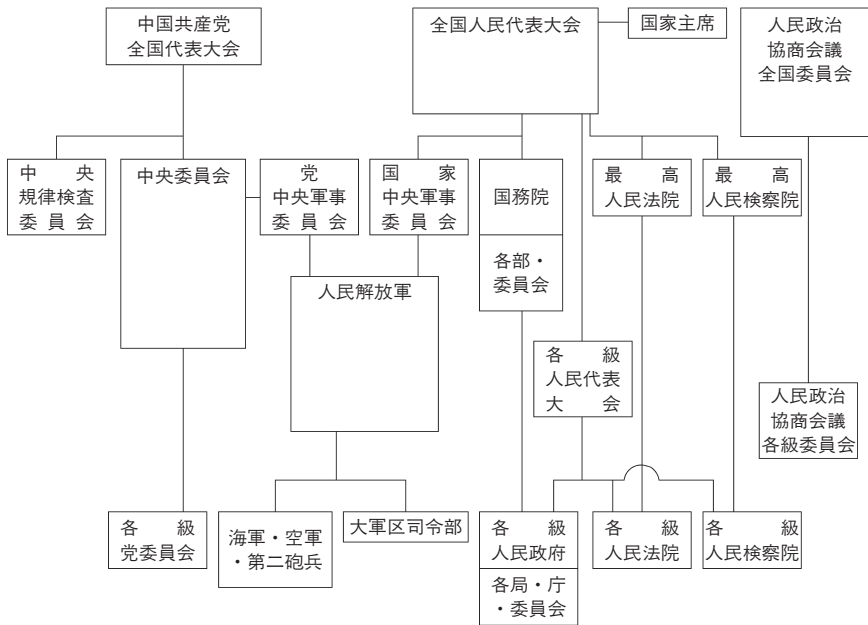 中国共産党
全国代表大会
全国人民代表大会
国家主席
人民政治
協商会議
全国委員会
中央
規律検査
委員会
中央委員会
党
中央軍事
委員会
国家
中央軍事
委員会
国務院
各部・
委員会
最高
人民法院
最高
人民検察院
人民解放軍
各級
人民代表
大会
人民政治
協商会議
各級委員会
各級
党委員会
海軍・空軍
・第二砲兵
大軍区司令部
各級
人民政府
各局・庁
・委員会
各級
人民法院
各級
人民検察院